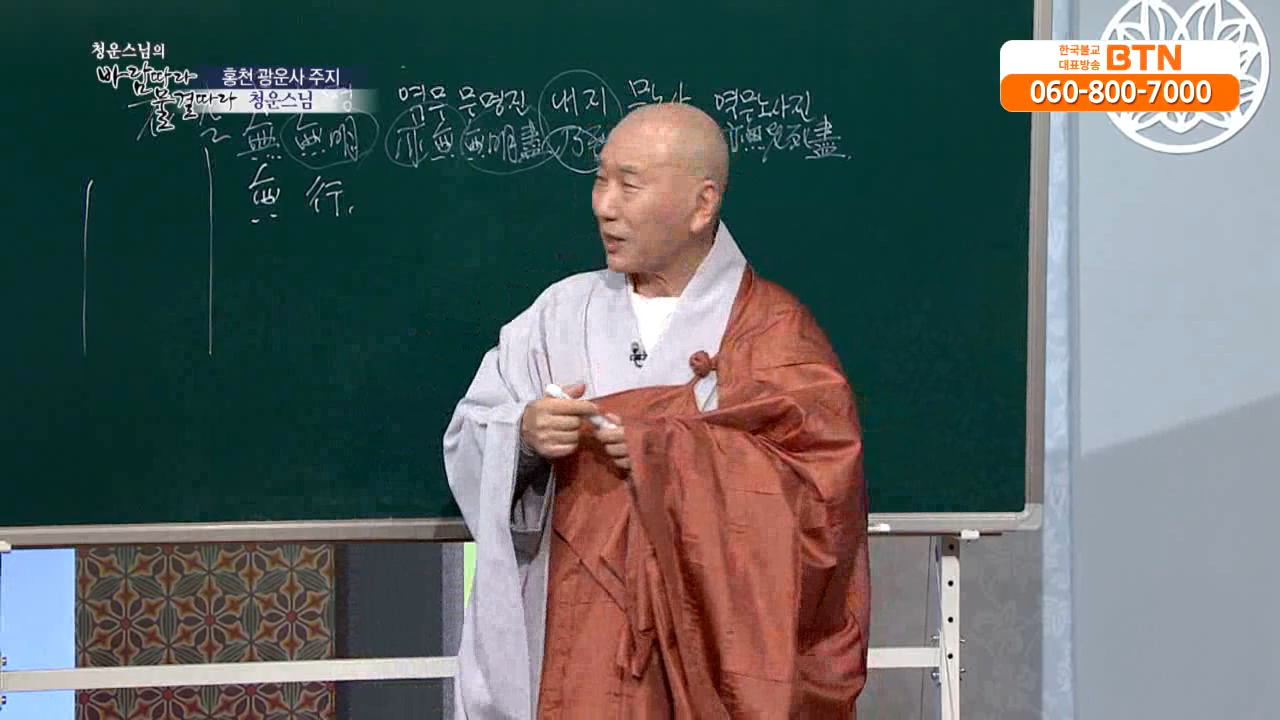 청운스님의
바람따라
물결따라
홍천 광운사 주지
청운스님
한국불교
대표방송
BTN
060-800-7000
명 역무 무명진 내지 무노사 역무노사진
無 無明 亦無 無明盡 乃 亦無老死盡.
無 行.